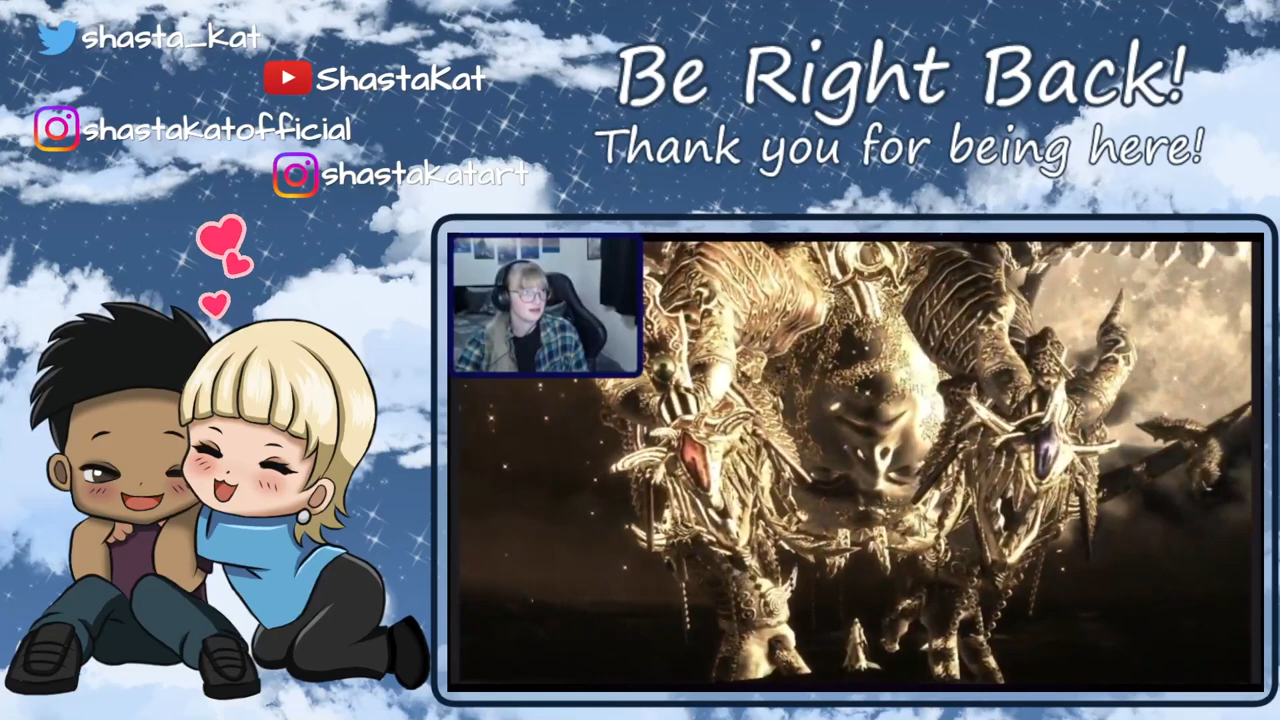 shasta_kat
ShastaKat
shastakatofficial
shastakatart
Be Right Back!
Thank you for being here!